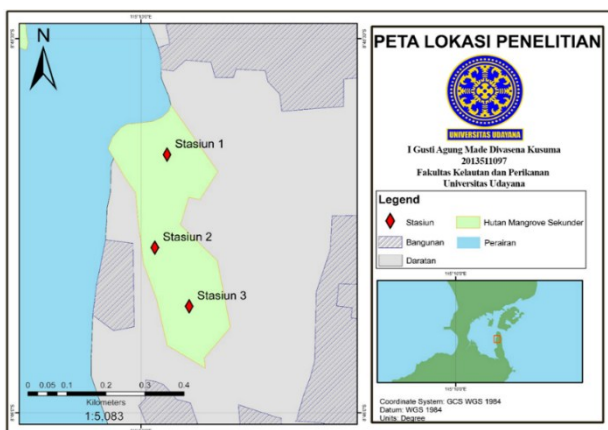 N
Stasiun 1
Stasiun 2
Stasiun 3
0 0.05 0.1 0.2 0.3 0.4
Kilometers
1:5,083
PETA LOKASI PENELITIAN
UNIVERSITAS UDAYANA
I Gusti Agung Made Divasena Kusuma
2013511097
Fakultas Kelautan dan Perikanan
Universitas Udayana
Legend
Stasiun
Hutan Mangrove Sekunder
Bangunan
Perairan
Daratan
Coordinate System: GCS WGS 1984
Datum: WGS 1984
Units: Degree